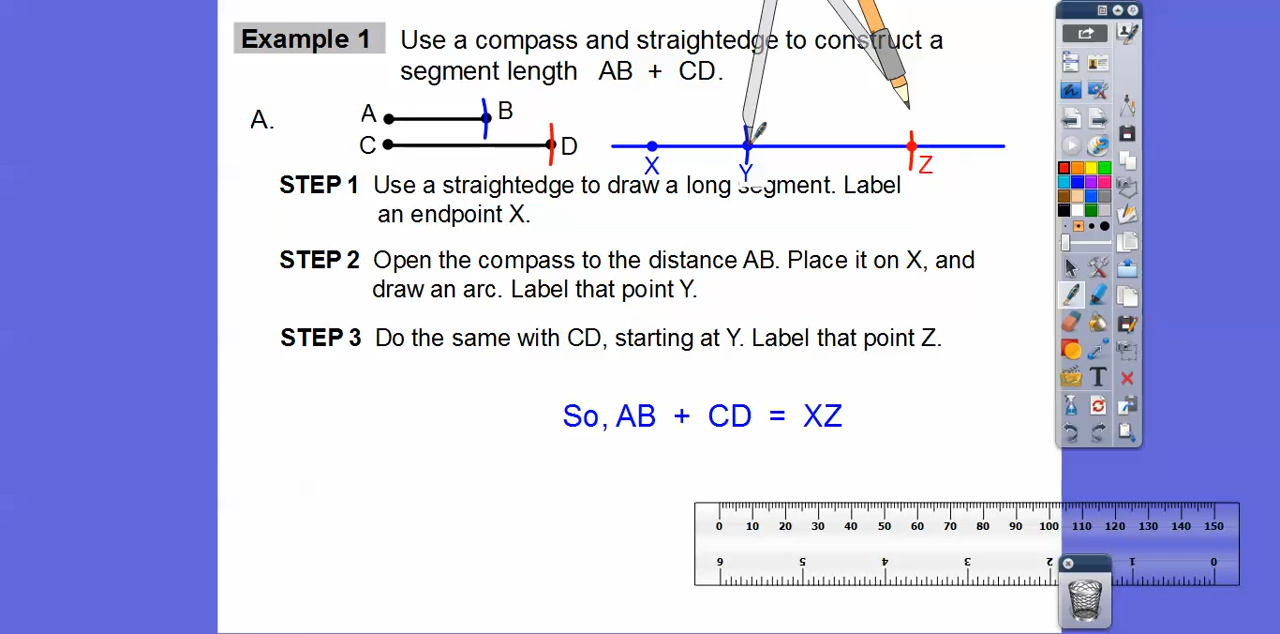 Example 1 Use a compass and straightedge to construct a
segment length AB + CD.
A. A B
C D X Y Z
STEP 1 Use a straightedge to draw a long segment. Label
an endpoint X.
STEP 2 Open the compass to the distance AB. Place it on X, and
draw an arc. Label that point Y.
STEP 3 Do the same with CD, starting at Y. Label that point Z.
So, AB + CD = XZ
0 10 20 30 40 50 60 70 80 90 100 110 120 130 140 150
6 5 4 3 2 1 0
T